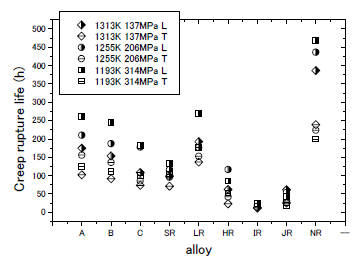 500
450
400
350
300
250
200
150
100
50
0
Creep rupture life (h)
1313K 137MPa L
1313K 137MPa T
1255K 206MPa L
1255K 206MPa T
1193K 314MPa L
1193K 314MPa T
A B C SR LR HR IR JR NR —
alloy